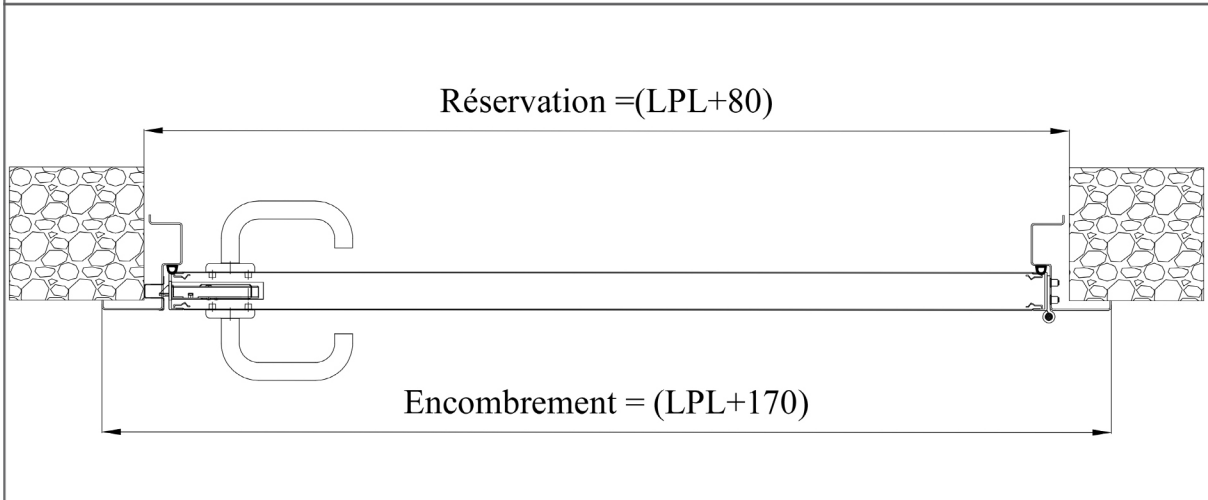 Réservation =(LPL+80)
Encombrement = (LPL+170)